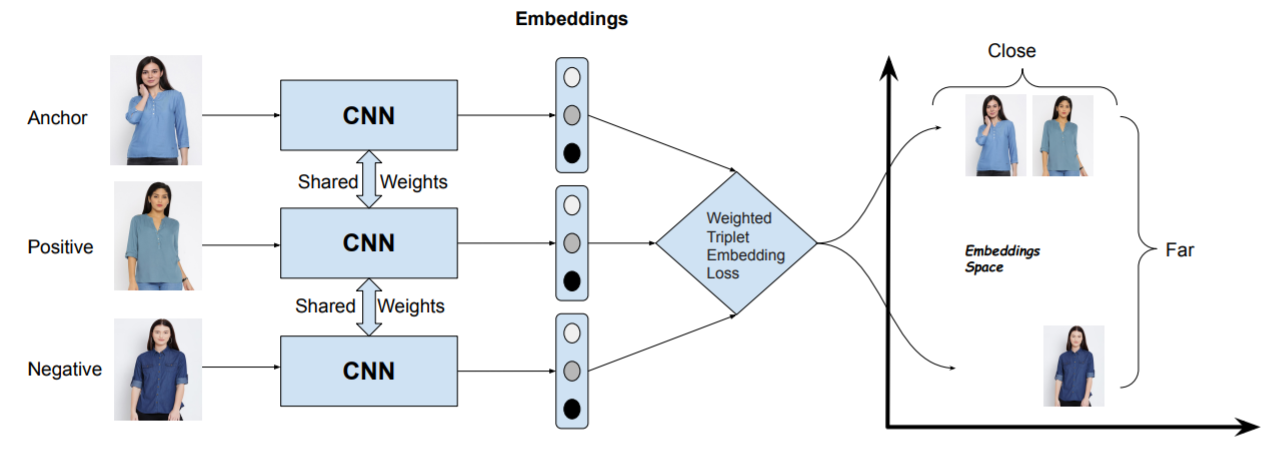 Embeddings
Close
Anchor
CNN
Shared Weights
Positive
CNN
Weighted
Triplet
Embedding
Loss
Embeddings
Space
Far
Shared Weights
Negative
CNN